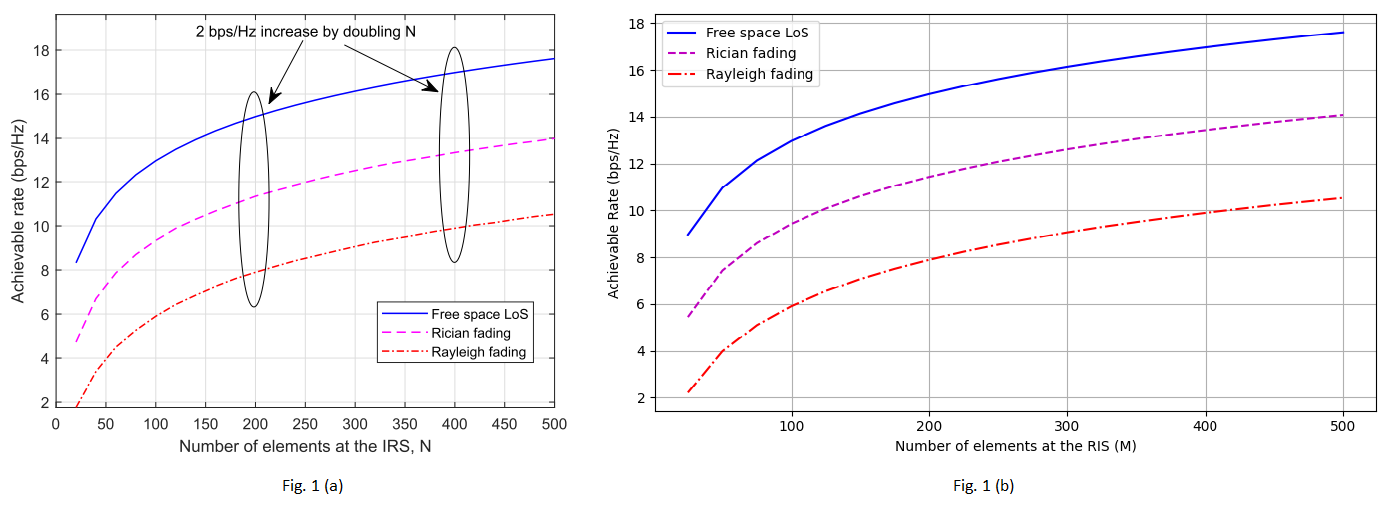 2 bps/Hz increase by doubling N
18
16
14
12
10
8
6
4
2
Achievable rate (bps/Hz)
Free space LoS
Rician fading
Rayleigh fading
0 50 100 150 200 250 300 350 400 450 500
Number of elements at the IRS, N
Fig. 1 (a)
Free space LoS
Rician fading
Rayleigh fading
18
16
14
12
10
8
6
4
2
Achievable Rate (bps/Hz)
100 200 300 400 500
Number of elements at the RIS (M)
Fig. 1 (b)